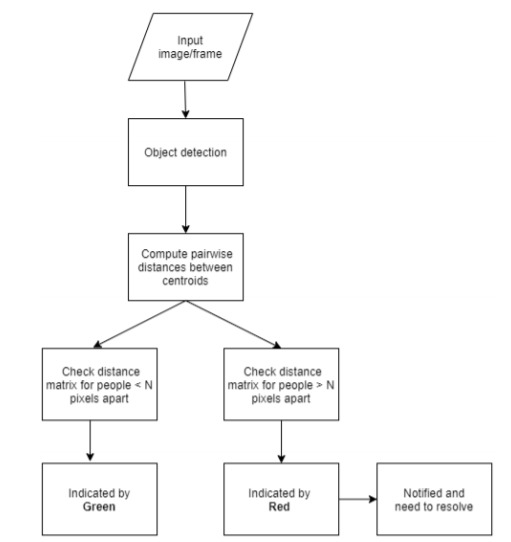 Input
image/frame
Object detection
Compute pairwise
distances between
centroids
Check distance
matrix for people < N
pixels apart
Check distance
matrix for people > N
pixels apart
Indicated by
Green
Indicated by
Red
Notified and
need to resolve